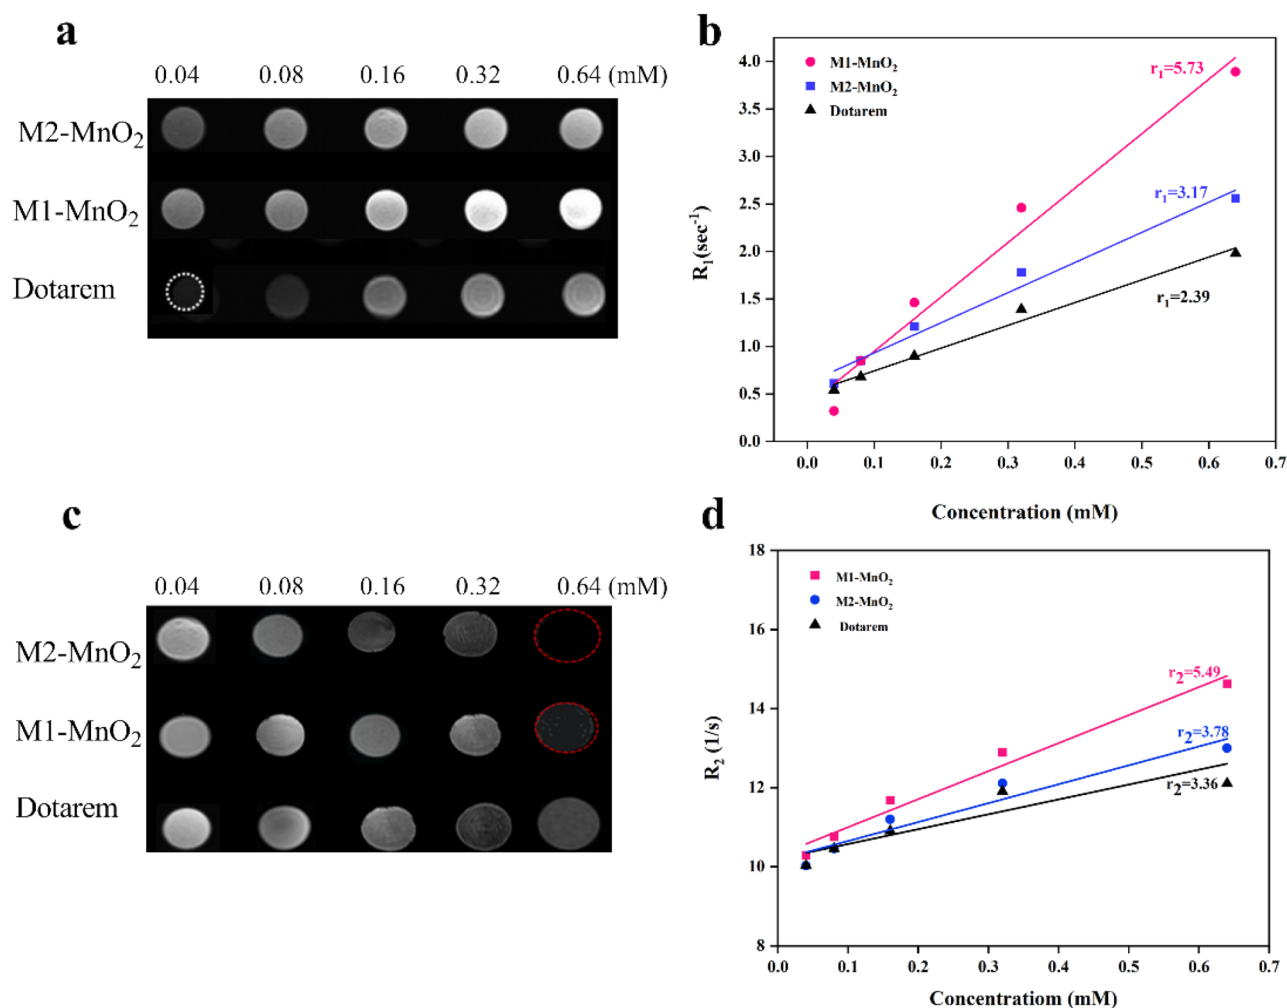 a
0.04 0.08 0.16 0.32 0.64 (mM)
M2-MnO₂
M1-MnO₂
Dotarem
b
M1-MnO₂
M2-MnO₂
Dotarem
r₁=5.73
r₁=3.17
r₁=2.39
R₁(sec⁻¹)
4.0
3.5
3.0
2.5
2.0
1.5
1.0
0.5
0.0
0.0 0.1 0.2 0.3 0.4 0.5 0.6 0.7
Concentration (mM)
c
0.04 0.08 0.16 0.32 0.64 (mM)
M2-MnO₂
M1-MnO₂
Dotarem
d
M1-MnO₂
M2-MnO₂
Dotarem
r₂=5.49
r₂=3.78
r₂=3.36
R₂ (1/s)
18
16
14
12
10
8
0.0 0.1 0.2 0.3 0.4 0.5 0.6 0.7
Concentratiom (mM)